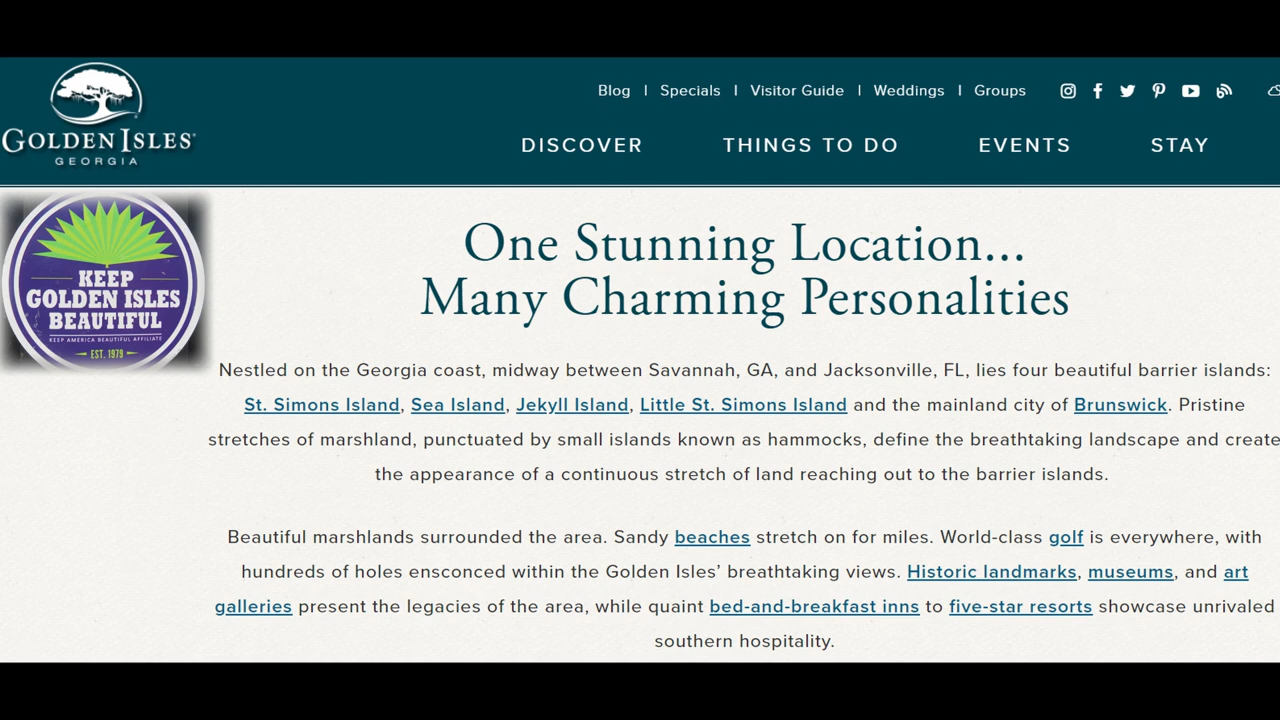 Blog | Specials | Visitor Guide | Weddings | Groups
GOLDEN ISLES
GEORGIA
DISCOVER THINGS TO DO EVENTS STAY
KEEP
GOLDEN ISLES
BEAUTIFUL
KEEP AMERICA BEAUTIFUL AFFILIATE
EST. 1979
One Stunning Location...
Many Charming Personalities
Nestled on the Georgia coast, midway between Savannah, GA, and Jacksonville, FL, lies four beautiful barrier islands:
St. Simons Island, Sea Island, Jekyll Island, Little St. Simons Island and the mainland city of Brunswick. Pristine
stretches of marshland, punctuated by small islands known as hammocks, define the breathtaking landscape and create
the appearance of a continuous stretch of land reaching out to the barrier islands.
Beautiful marshlands surrounded the area. Sandy beaches stretch on for miles. World-class golf is everywhere, with
hundreds of holes ensconced within the Golden Isles’ breathtaking views. Historic landmarks, museums, and art
galleries present the legacies of the area, while quaint bed-and-breakfast inns to five-star resorts showcase unrivaled
southern hospitality.